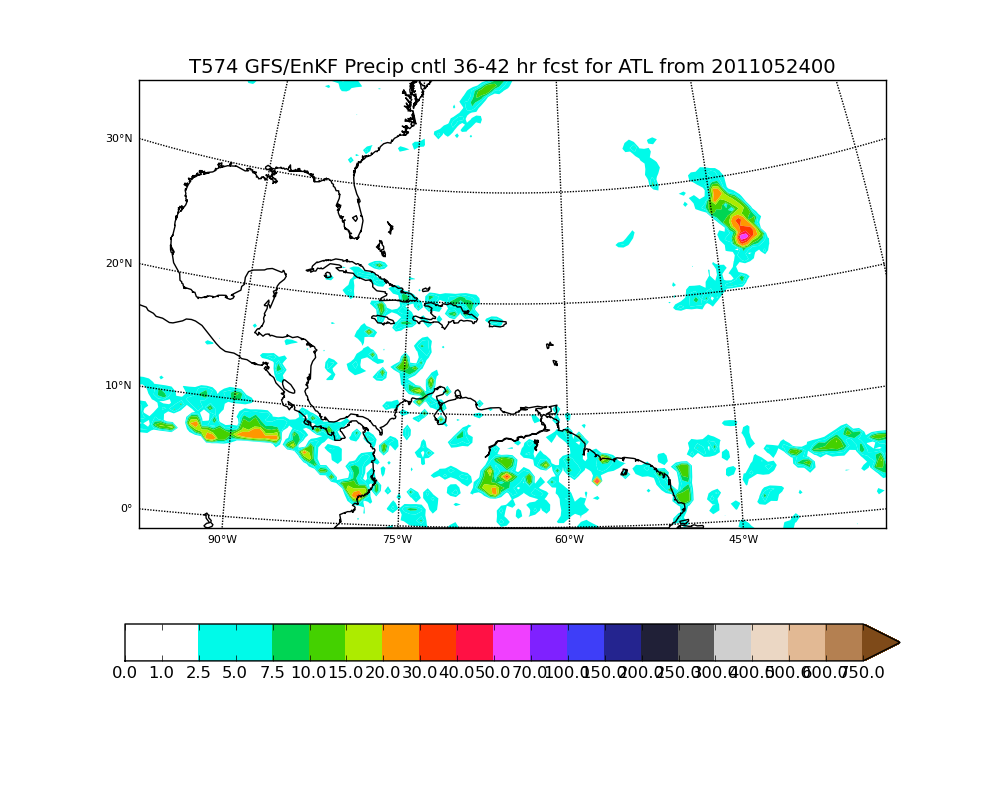 T574 GFS/EnKF Precip cntl 36-42 hr fcst for ATL from 2011052400
30°N
20°N
10°N
0°
90°W 75°W 60°W 45°W
0.0 1.0 2.5 5.0 7.5 10.0 15.0 20.0 30.0 40.0 50.0 70.0 100.0 150.0 200.0 250.0 300.0 400.0 500.0 600.0 750.0